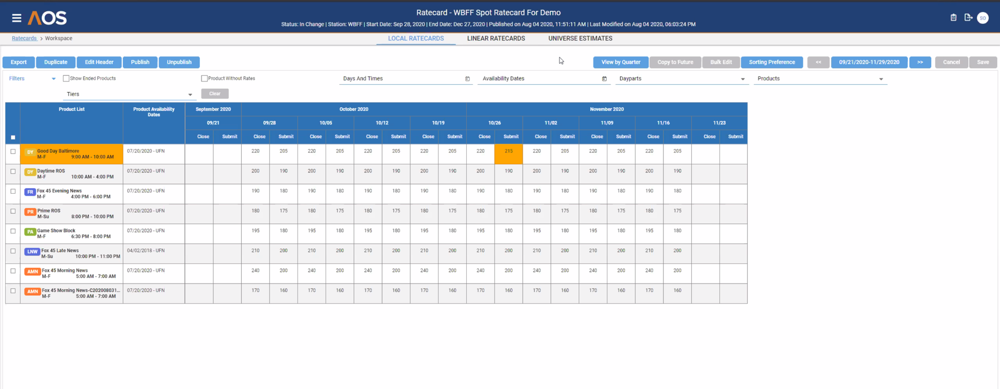 Ratecard - WBFF Spot Ratecard For Demo
AOS
SO
Status: In Change | Station: WBFF | Start Date: Sep 28, 2020 | End Date: Dec 27, 2020 | Published on Aug 04 2020, 11:51:11 AM | Last Modified on Aug 04 2020, 06:03:24 PM
Ratecards > Workspace LOCAL RATECARDS LINEAR RATECARDS UNIVERSE ESTIMATES
Export Duplicate Edit Header Publish Unpublish View by Quarter Copy to Future Bulk Edit Sorting Preference << 09/21/2020-11/29/2020 >> Cancel Save
Filters Show Ended Products Product Without Rates Days And Times Availability Dates Dayparts Products
Tiers Clear
Product List Product Availability Dates September 2020 October 2020 November 2020
09/21 09/28 10/05 10/12 10/19 10/26 11/02 11/09 11/16 11/23
Close Submit Close Submit Close Submit Close Submit Close Submit Close Submit Close Submit Close Submit Close Submit Close Submit
DY Good Day Baltimore 07/20/2020 - UFN 220 205 220 205 220 205 220 205 220 215 220 205 220 205 220 205
M-F 9:00 AM - 10:00 AM
DY Daytime ROS 07/20/2020 - UFN 200 190 200 190 200 190 200 190 200 190 200 190 200 190 200 190
M-F 10:00 AM - 4:00 PM
FR Fox 45 Evening News 07/20/2020 - UFN 190 180 190 180 190 180 190 180 190 180 190 180 190 180 190 180
M-F 4:00 PM - 6:00 PM
PR Prime ROS 07/20/2020 - UFN 180 175 180 175 180 175 180 175 180 175 180 175 180 175 180 175
M-Su 8:00 PM - 10:00 PM
PA Game Show Block 07/20/2020 - UFN 195 180 195 180 195 180 195 180 195 180 195 180 195 180 195 180
M-F 6:30 PM - 8:00 PM
LNW Fox 45 Late News 04/02/2018 - UFN 210 200 210 200 210 200 210 200 210 200 210 200 210 200 210 200
M-Su 10:00 PM - 11:00 PM
AMN Fox 45 Morning News 07/20/2020 - UFN 240 200 240 200 240 200 240 200 240 200 240 200 240 200 240 200
M-F 5:00 AM - 7:00 AM
AMN Fox 45 Morning News-C202008031... 07/20/2020 - UFN 170 160 170 160 170 160 170 160 170 160 170 160 170 160 170 160
M-F 5:00 AM - 7:00 AM